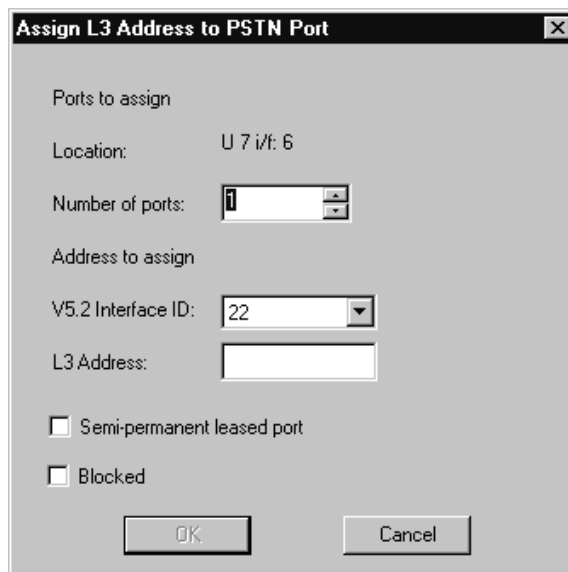 Assign L3 Address to PSTN Port
Ports to assign
Location: U 7 i/f: 6
Number of ports: 1
Address to assign
V5.2 Interface ID: 22
L3 Address:
Semi-permanent leased port
Blocked
OK Cancel